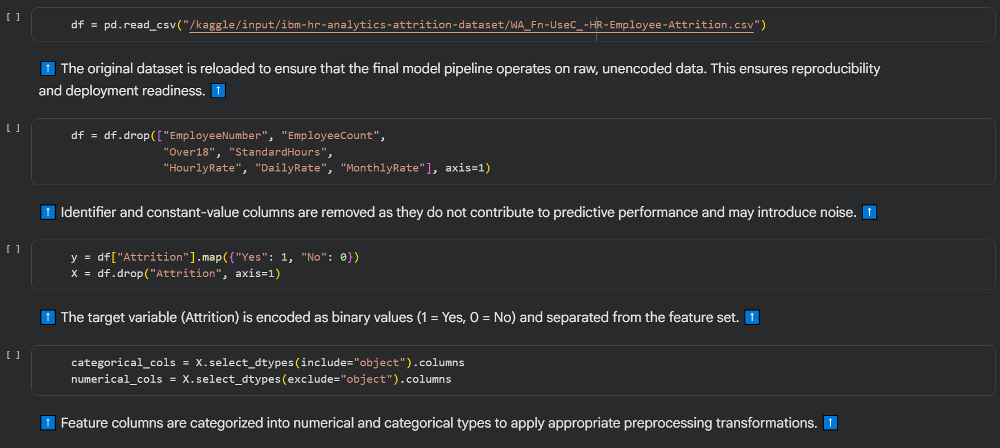 [ ] df = pd.read_csv("/kaggle/input/ibm-hr-analytics-attrition-dataset/WA_Fn-UseC_-HR-Employee-Attrition.csv")
⬆ The original dataset is reloaded to ensure that the final model pipeline operates on raw, unencoded data. This ensures reproducibility
and deployment readiness. ⬆
[ ] df = df.drop(["EmployeeNumber", "EmployeeCount",
"Over18", "StandardHours",
"HourlyRate", "DailyRate", "MonthlyRate"], axis=1)
⬆ Identifier and constant-value columns are removed as they do not contribute to predictive performance and may introduce noise. ⬆
[ ] y = df["Attrition"].map({"Yes": 1, "No": 0})
X = df.drop("Attrition", axis=1)
⬆ The target variable (Attrition) is encoded as binary values (1 = Yes, 0 = No) and separated from the feature set. ⬆
[ ] categorical_cols = X.select_dtypes(include="object").columns
numerical_cols = X.select_dtypes(exclude="object").columns
⬆ Feature columns are categorized into numerical and categorical types to apply appropriate preprocessing transformations. ⬆